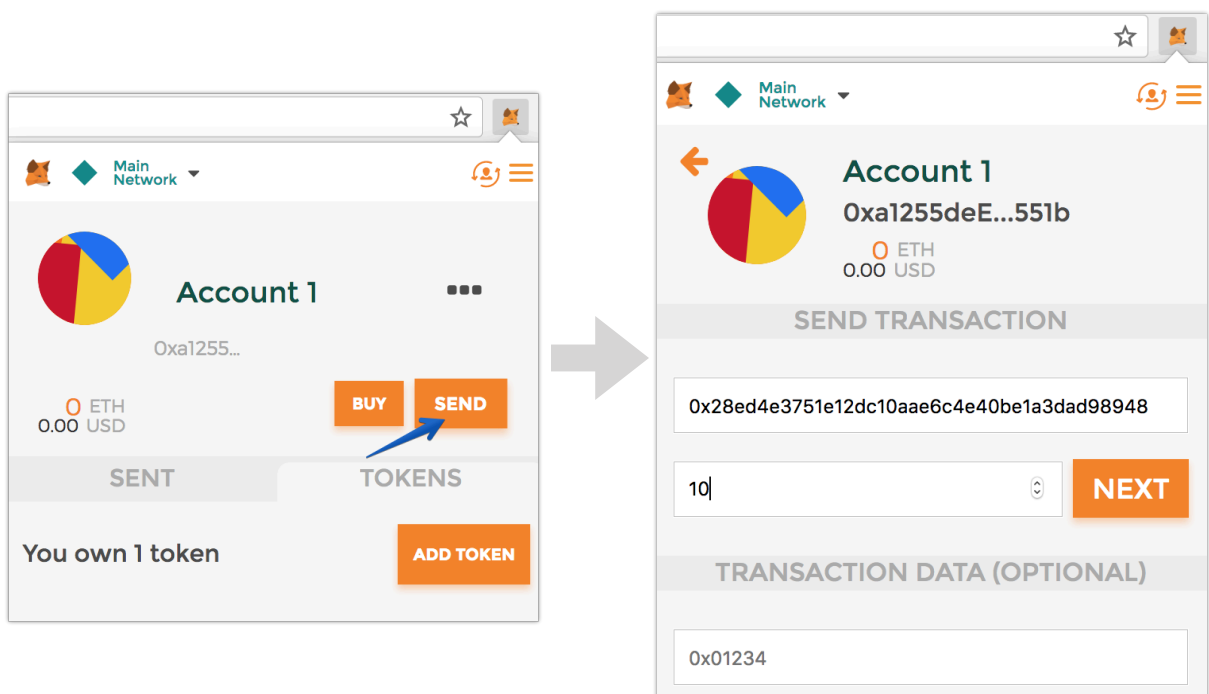 Main
Network
Account 1
0xa1255...
0 ETH
0.00 USD
BUY
SEND
SENT
TOKENS
You own 1 token
ADD TOKEN
Main
Network
Account 1
0xa1255deE...551b
0 ETH
0.00 USD
SEND TRANSACTION
0x28ed4e3751e12dc10aae6c4e40be1a3dad98948
10
NEXT
TRANSACTION DATA (OPTIONAL)
0x01234